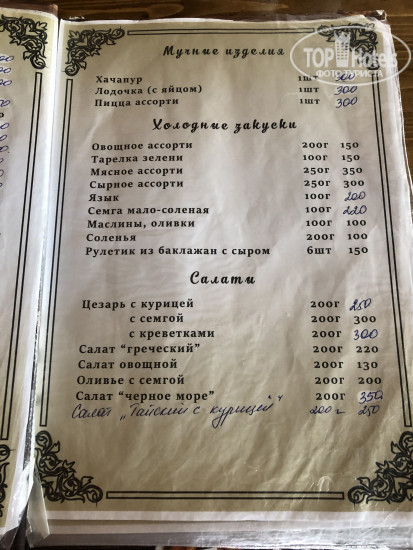 TOP Hotels
ФОТО ТУРИСТА
Мучные изделия
Хачапур 1шт
Лодочка (с яйцом) 1шт 300
Пицца ассорти 1шт 300
Холодные закуски
Овощное ассорти 200г 150
Тарелка зелени 100г 150
Мясное ассорти 250г 350
Сырное ассорти 250г 300
Язык 100г 200
Семга мало-соленая 100г 220
Маслины, оливки 100г 100
Соленья 200г 100
Рулетик из баклажан с сыром 6шт 150
Салаты
Цезарь с курицей 200г 250
с семгой 200г 300
с креветками 200г 300
Салат "греческий" 200г 220
Салат овощной 200г 130
Оливье с семгой 200г 200
Салат "черное море" 200г 350
Салат „Тайский с курицей" 200г 250